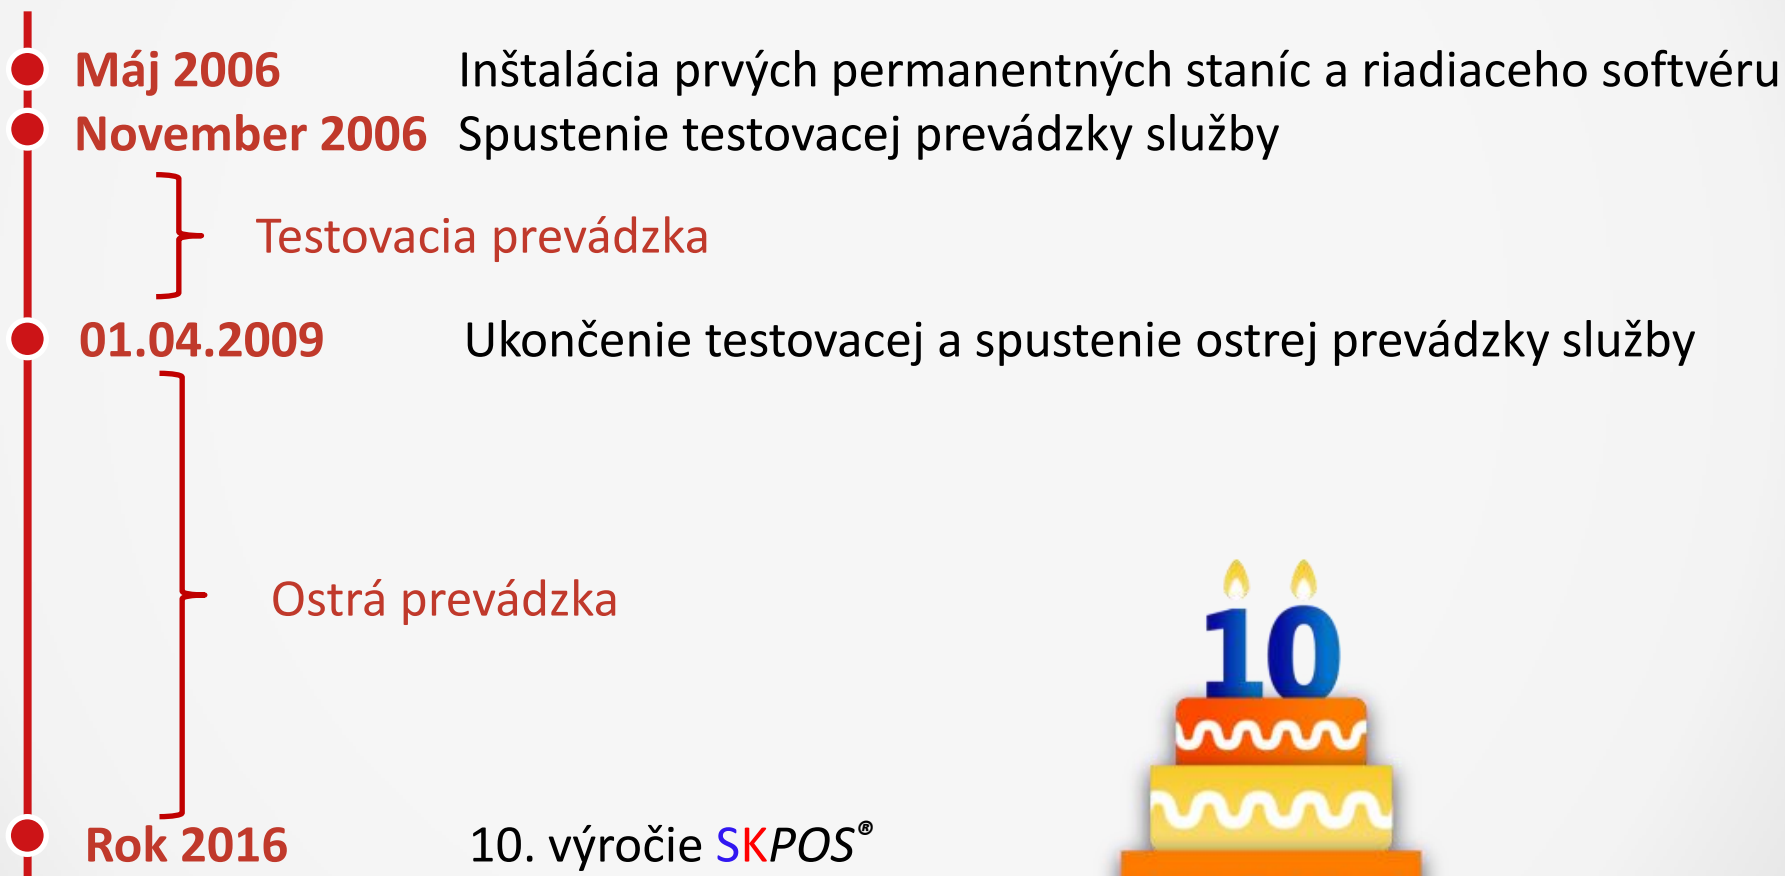 Máj 2006 Inštalácia prvých permanentných staníc a riadiaceho softvéru
November 2006 Spustenie testovacej prevádzky služby
Testovacia prevádzka
01.04.2009 Ukončenie testovacej a spustenie ostrej prevádzky služby
Ostrá prevádzka
10
Rok 2016 10. výročie SKPOS®